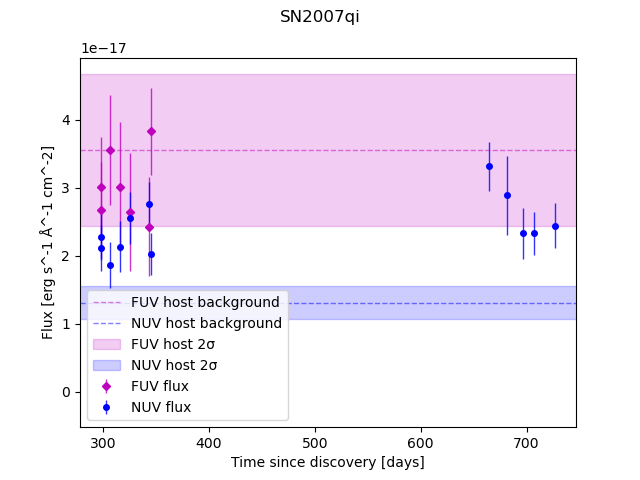 SN2007qi
1e−17
Flux [erg s^-1 Å^-1 cm^-2]
4
3
2
1
0
FUV host background
NUV host background
FUV host 2σ
NUV host 2σ
FUV flux
NUV flux
300
400
500
600
700
Time since discovery [days]